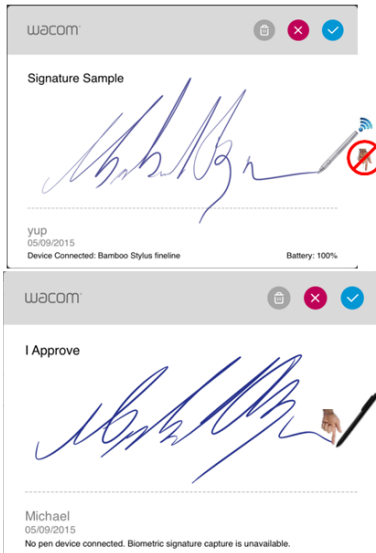 wacom
Signature Sample
yup
05/09/2015
Device Connected: Bamboo Stylus fineline Battery: 100%
wacom
I Approve
Michael
05/09/2015
No pen device connected. Biometric signature capture is unavailable.